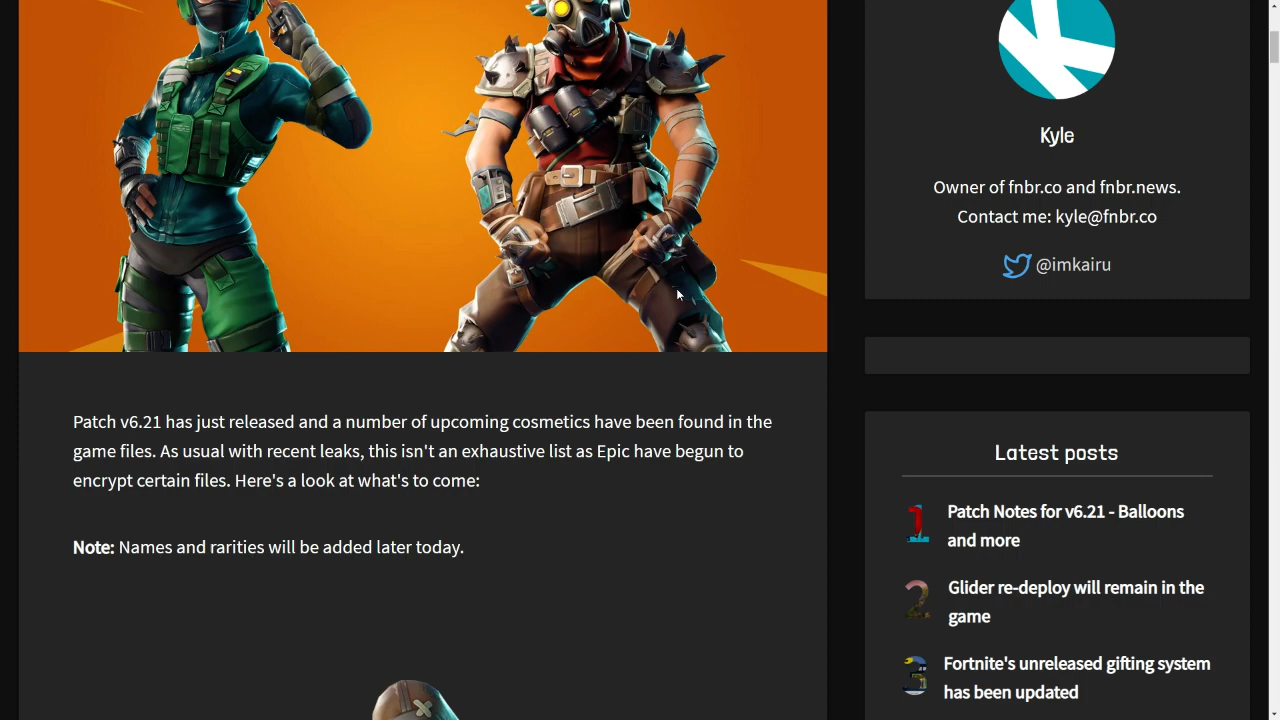 Patch v6.21 has just released and a number of upcoming cosmetics have been found in the
game files. As usual with recent leaks, this isn't an exhaustive list as Epic have begun to
encrypt certain files. Here's a look at what's to come:
Note: Names and rarities will be added later today.
Kyle
Owner of fnbr.co and fnbr.news.
Contact me: kyle@fnbr.co
@imkairu
Latest posts
1 Patch Notes for v6.21 - Balloons
and more
2 Glider re-deploy will remain in the
game
3 Fortnite's unreleased gifting system
has been updated